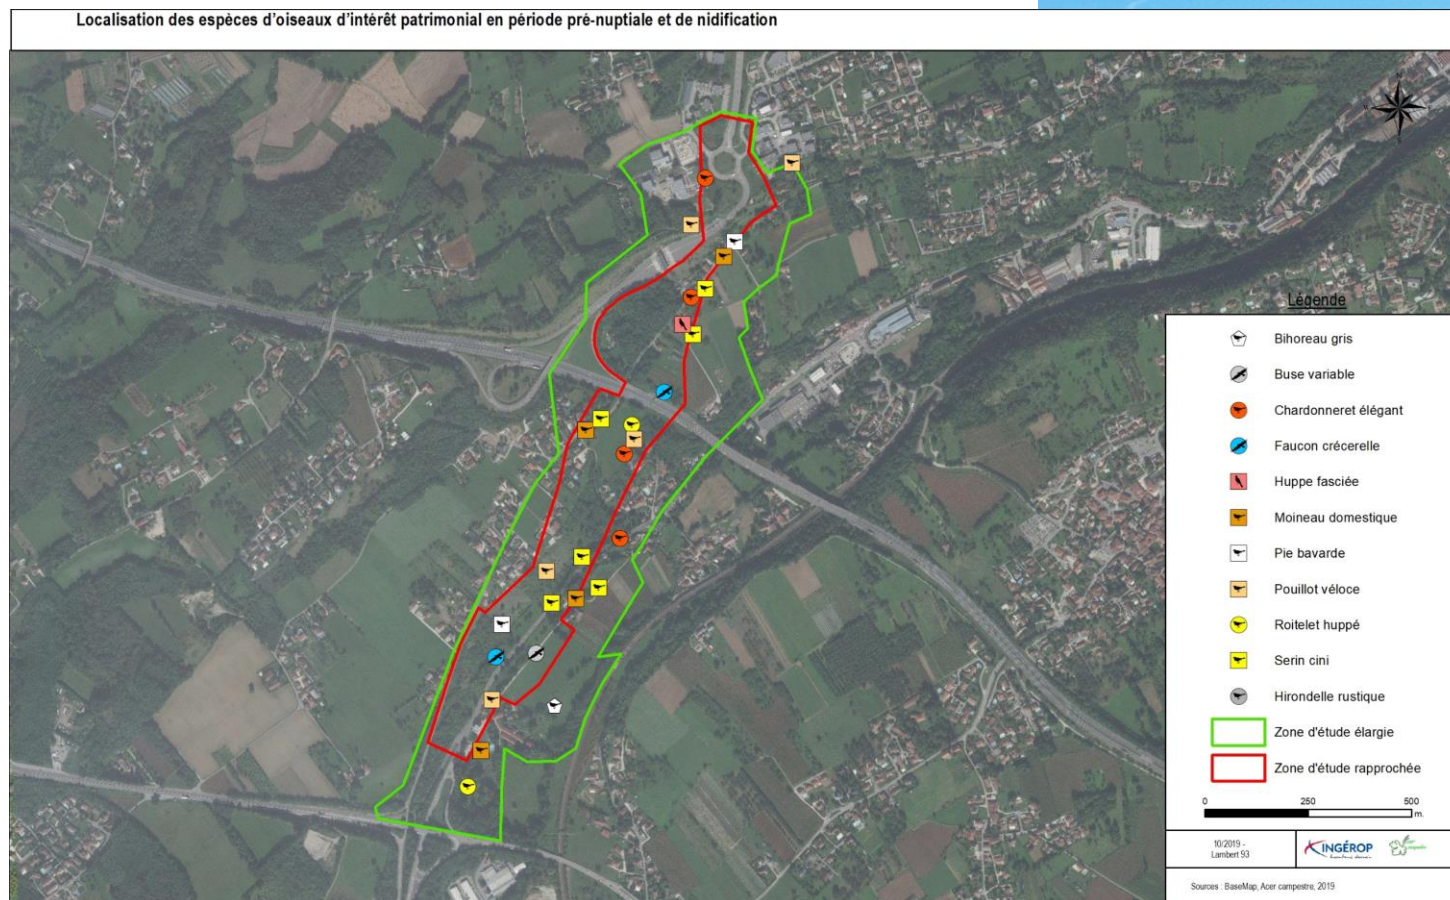 Localisation des espèces d'oiseaux d'intérêt patrimonial en période pré-nuptiale et de nidification
Légende
Bihoreau gris
Buse variable
Chardonneret élégant
Faucon crécerelle
Huppe fasciée
Moineau domestique
Pie bavarde
Pouillot véloce
Roitelet huppé
Serin cini
Hirondelle rustique
Zone d'étude élargie
Zone d'étude rapprochée
0 250 500
m.
10/2019 -
Lambert 93
INGÉROP
Sources : BaseMap, Acer campestre, 2019